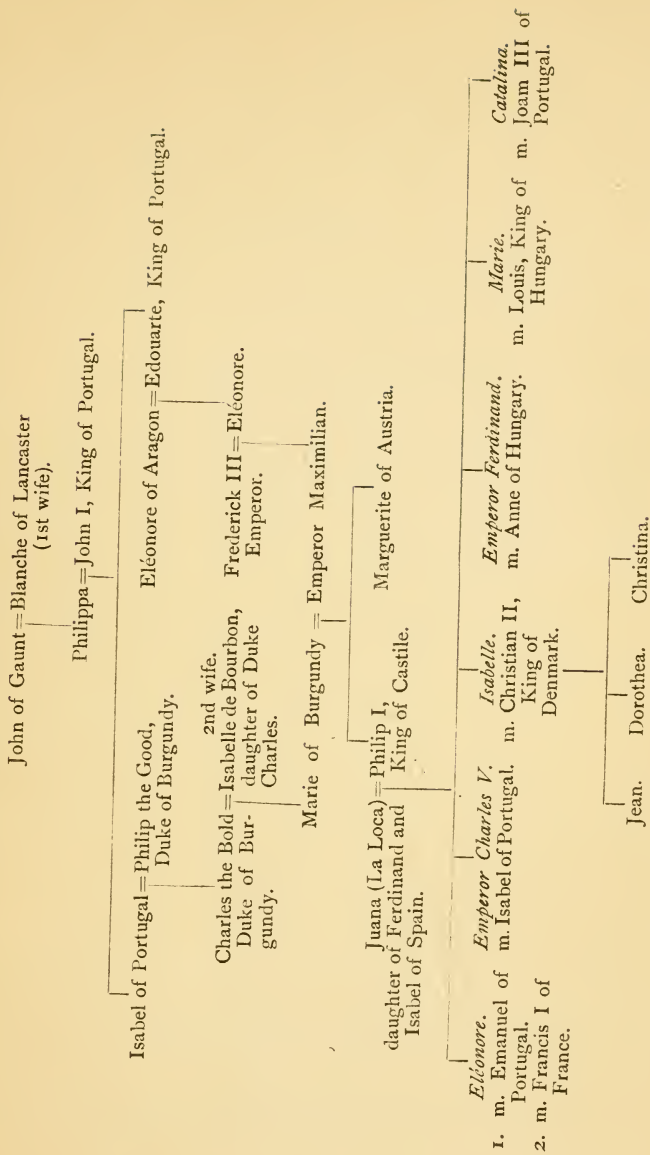 John of Gaunt=Blanche of Lancaster
(1st wife).
Philippa=John I, King of Portugal.
Isabel of Portugal=Philip the Good,
Duke of Burgundy.
Eléonore of Aragon=Edouarte, King of Portugal.
2nd wife.
Charles the Bold=Isabelle de Bourbon,
Duke of Bur-
gundy.
daughter of Duke
Charles.
Frederick III=Eléonore.
Emperor.
Marie of Burgundy = Emperor Maximilian.
Juana (La Loca)=Philip I,
daughter of Ferdinand and
Isabel of Spain.
King of Castile.
Marguerite of Austria.
Eléonore.
1. m. Emanuel of
Portugal.
2. m. Francis I of
France.
Emperor Charles V.
m. Isabel of Portugal.
Isabelle.
m. Christian II,
King of
Denmark.
Emperor Ferdinand.
m. Anne of Hungary.
Marie.
m. Louis, King of
Hungary.
Catalina.
m. Joam III of
Portugal.
Jean.
Dorothea.
Christina.